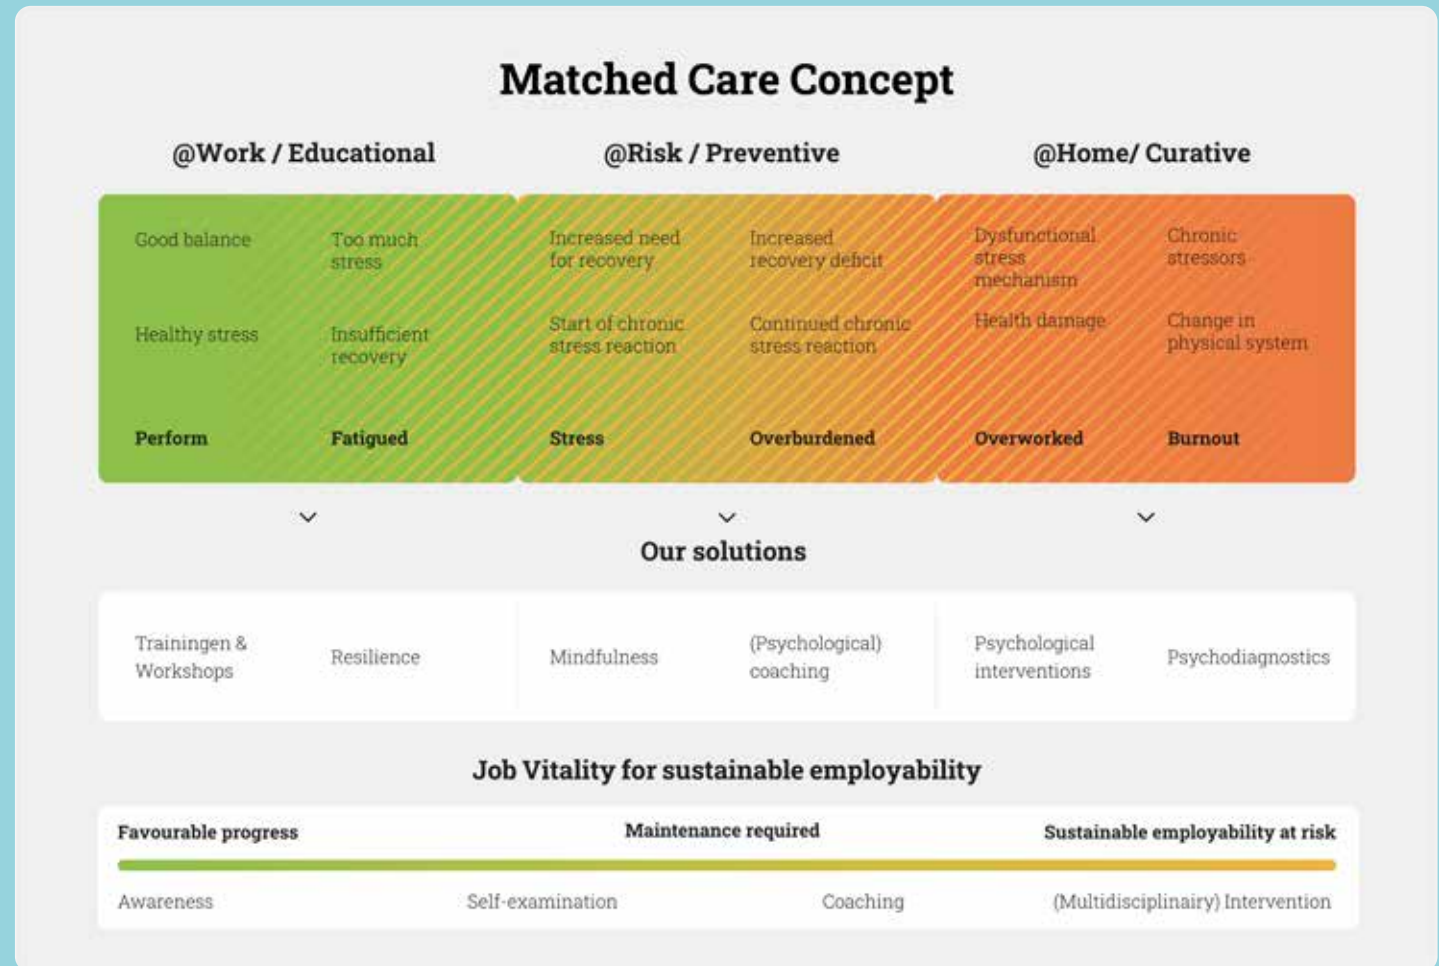 Matched Care Concept
@Work / Educational
@Risk / Preventive
@Home/ Curative
Good balance
Too much
stress
Increased need
for recovery
Increased
recovery deficit
Dysfunctional
stress
mechanism
Chronic
stressors
Healthy stress
Insufficient
recovery
Start of chronic
stress reaction
Continued chronic
stress reaction
Health damage
Change in
physical system
Perform
Fatigued
Stress
Overburdened
Overworked
Burnout
Our solutions
Trainingen &
Workshops
Resilience
Mindfulness
(Psychological)
coaching
Psychological
interventions
Psychodiagnostics
Job Vitality for sustainable employability
Favourable progress
Maintenance required
Sustainable employability at risk
Awareness
Self-examination
Coaching
(Multidisciplinairy) Intervention